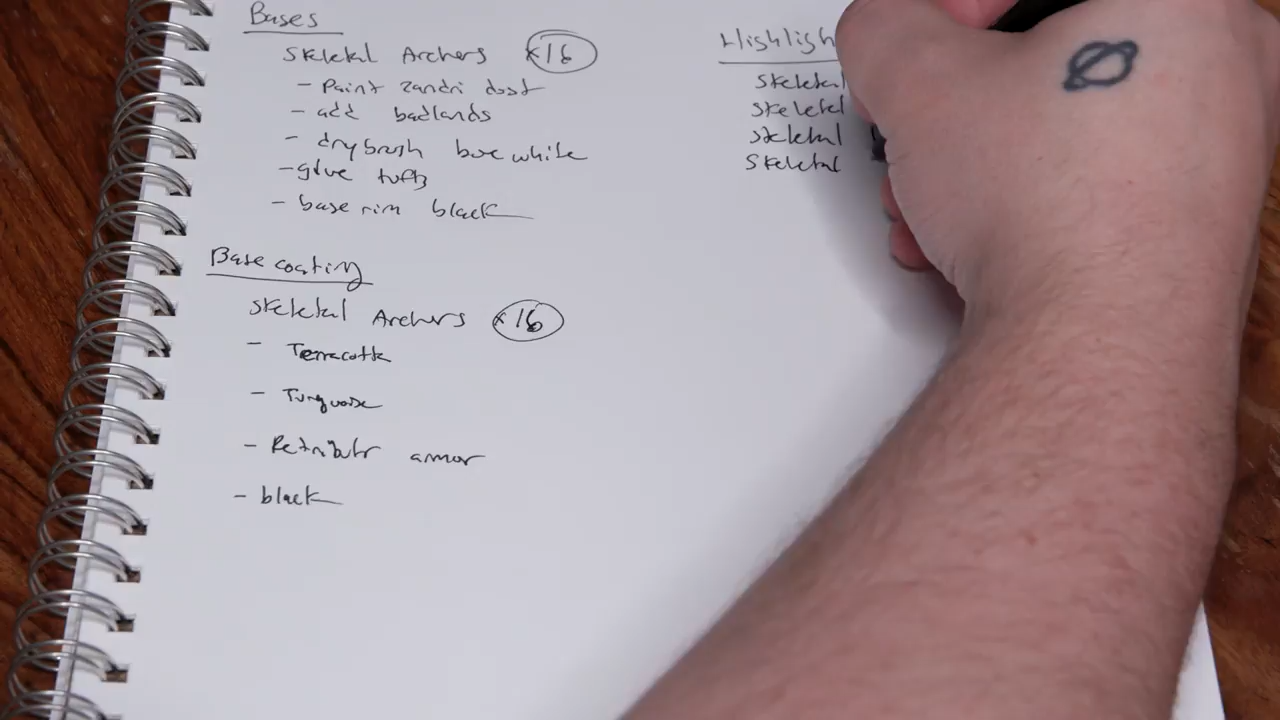 Bases
Skeletal Archers x16
- Paint zandri dust
- add badlands
- drybrush bone white
- glue tufts
- base rim black
Base coating
Skeletal Archers x16
- Terracotta
- Turquoise
- Retributr armor
- black
Highligh
Skeletal
Skeletal
Skeletal
Skeletal